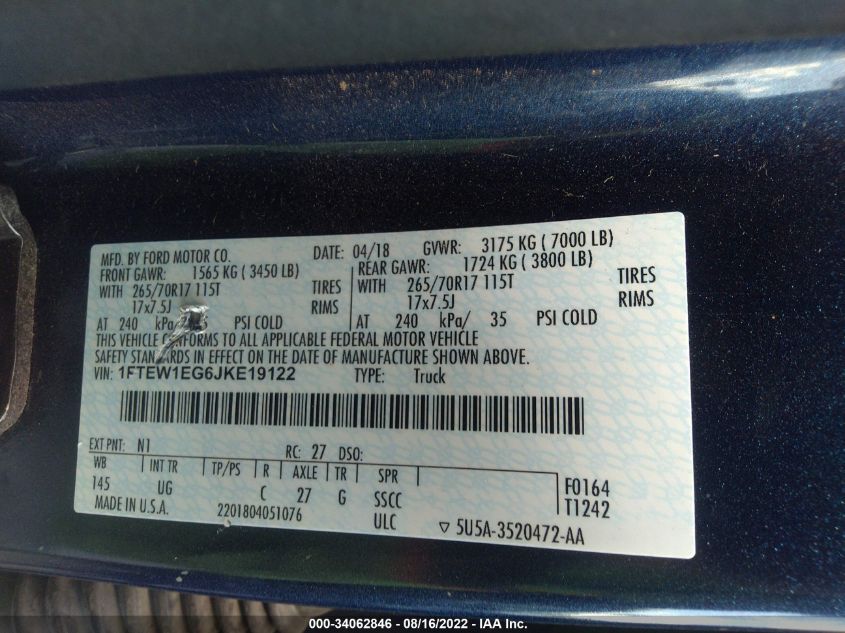 MFD. BY FORD MOTOR CO. DATE: 04/18 GVWR: 3175 KG ( 7000 LB)
FRONT GAWR: 1565 KG ( 3450 LB) REAR GAWR: 1724 KG ( 3800 LB)
WITH 265/70R17 115T TIRES WITH 265/70R17 115T TIRES
17x7.5J RIMS 17x7.5J RIMS
AT 240 kPa/ PSI COLD AT 240 kPa/ 35 PSI COLD
THIS VEHICLE CONFORMS TO ALL APPLICABLE FEDERAL MOTOR VEHICLE
SAFETY STANDARDS IN EFFECT ON THE DATE OF MANUFACTURE SHOWN ABOVE.
VIN: 1FTEW1EG6JKE19122 TYPE: Truck
EXT PNT: N1 RC: 27 DSO:
WB INT TR TP/PS R AXLE TR SPR
145 UG C 27 G SSCC F0164
MADE IN U.S.A. 2201804051076 ULC T1242
▽ 5U5A-3520472-AA
000-34062846 - 08/16/2022 - IAA Inc.